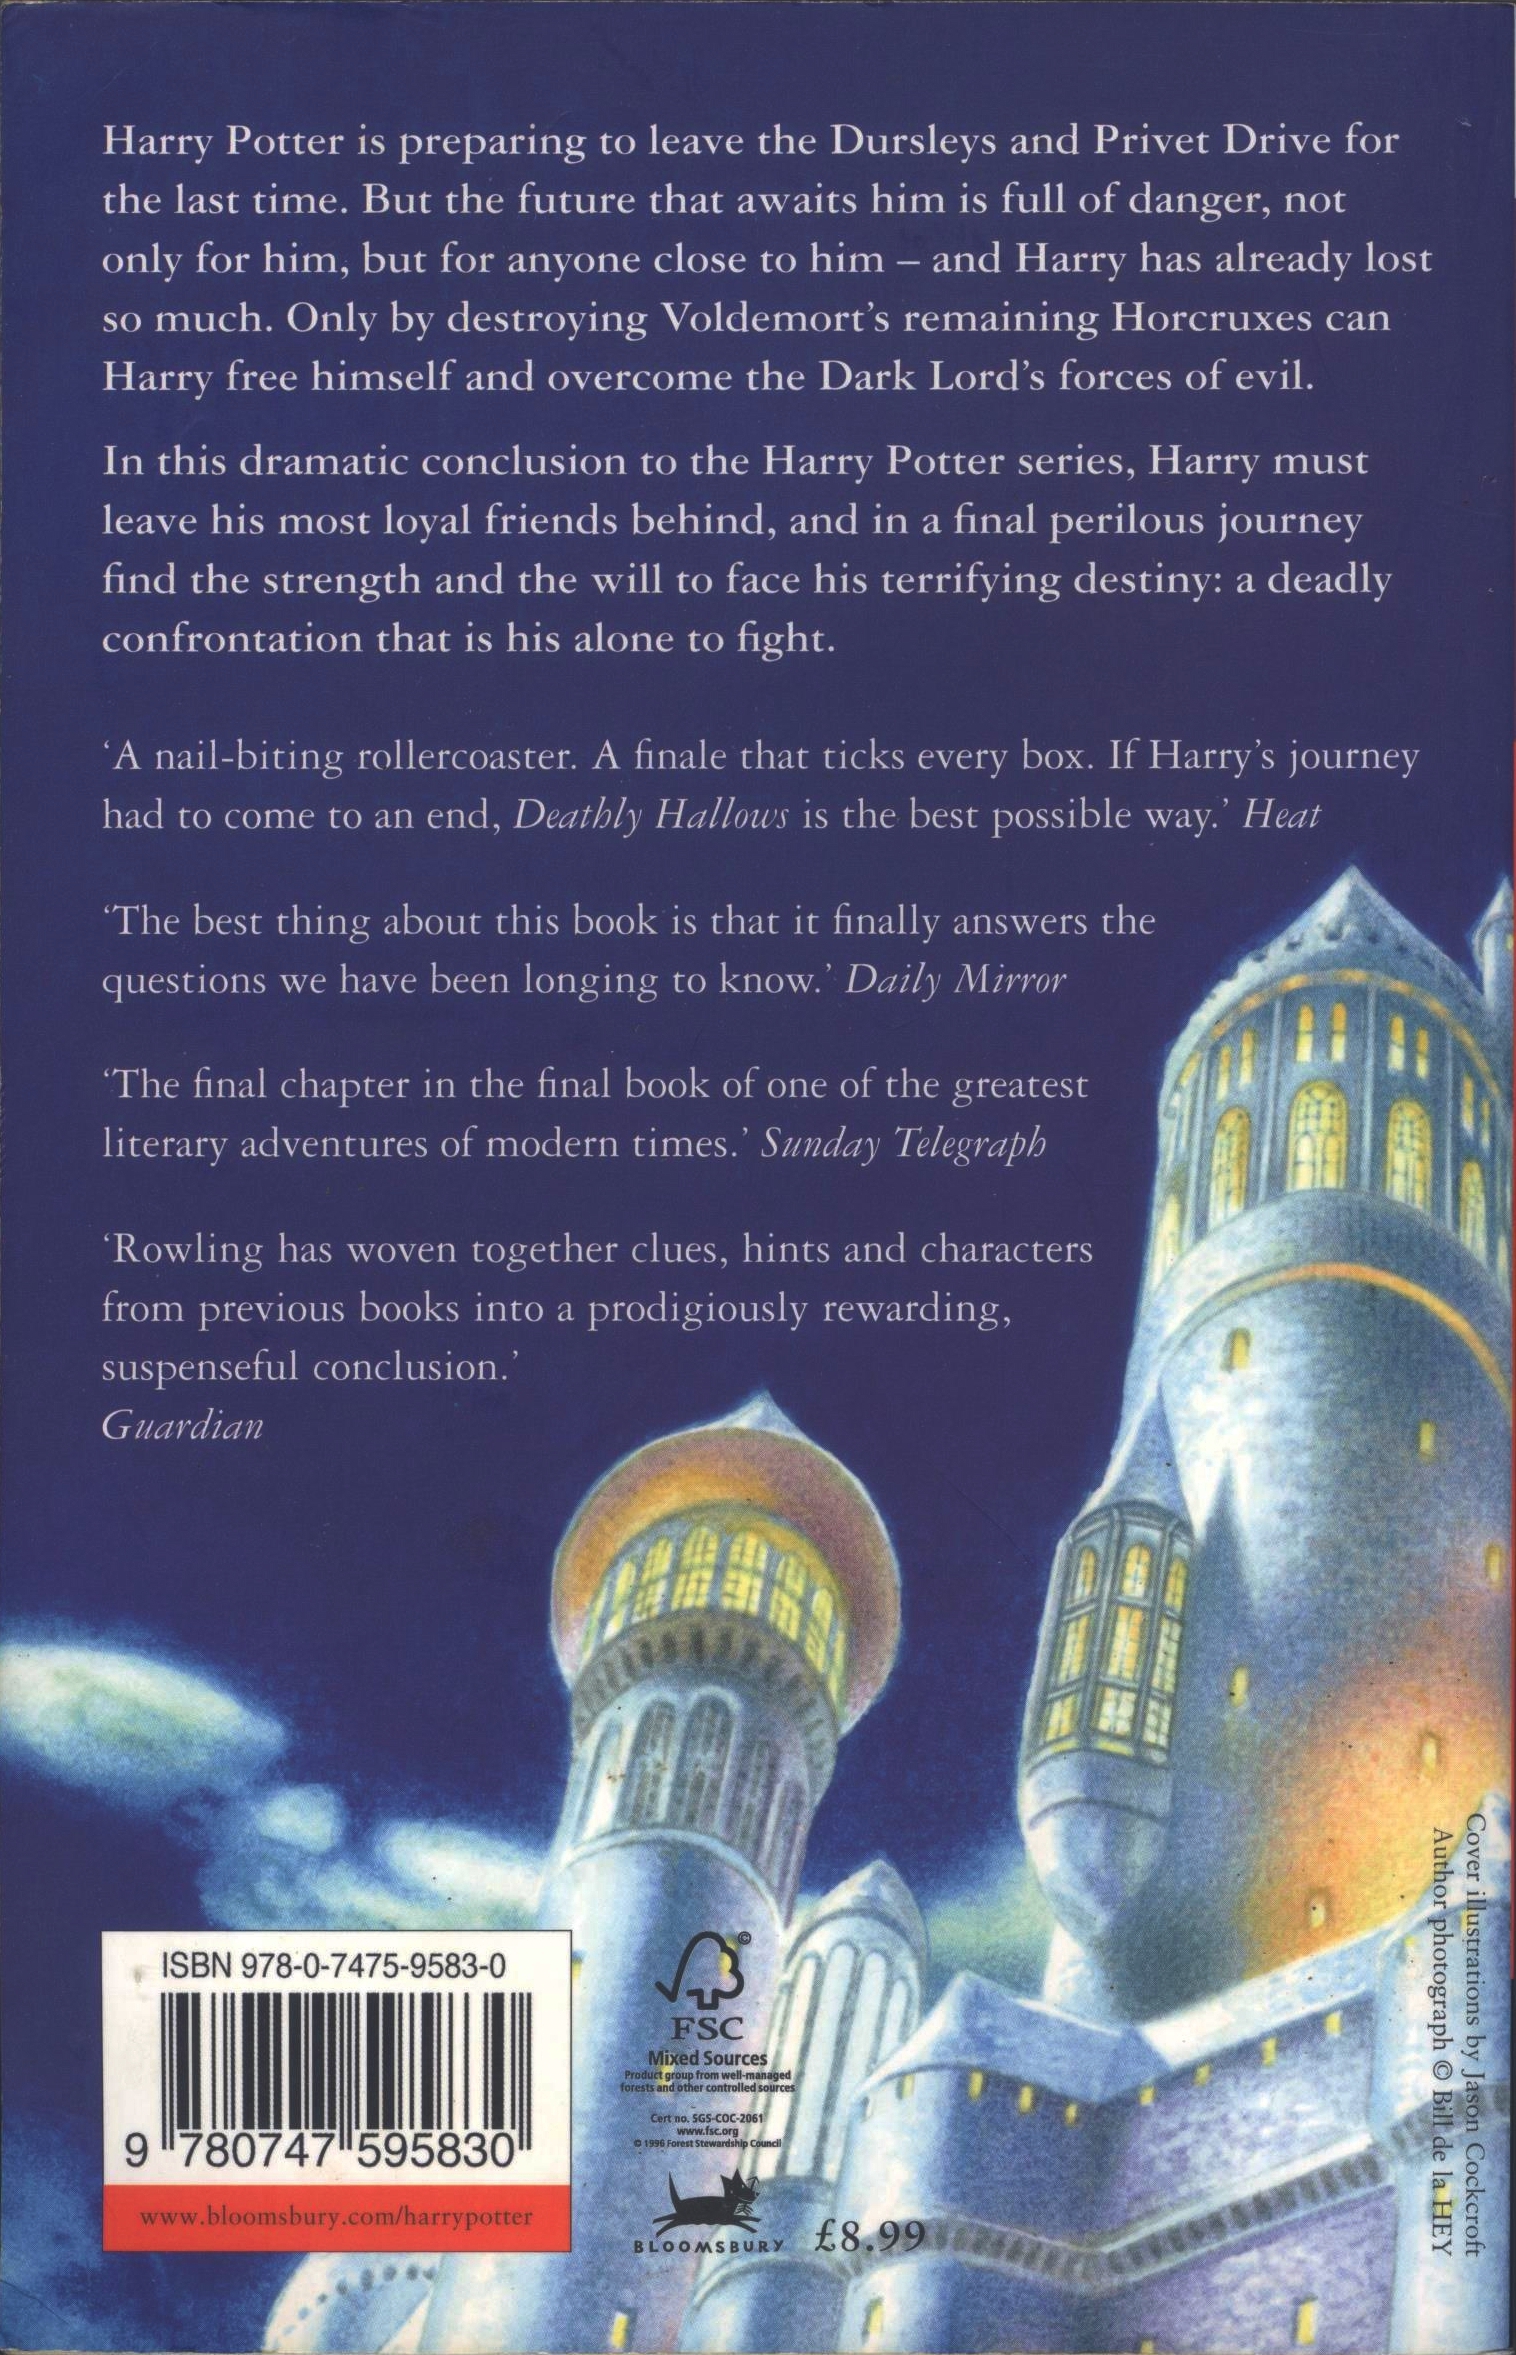 Harry Potter is preparing to leave the Dursleys and Privet Drive for
the last time. But the future that awaits him is full of danger, not
only for him, but for anyone close to him – and Harry has already lost
so much. Only by destroying Voldemort’s remaining Horcruxes can
Harry free himself and overcome the Dark Lord’s forces of evil.
In this dramatic conclusion to the Harry Potter series, Harry must
leave his most loyal friends behind, and in a final perilous journey
find the strength and the will to face his terrifying destiny: a deadly
confrontation that is his alone to fight.
‘A nail-biting rollercoaster. A finale that ticks every box. If Harry’s journey
had to come to an end, Deathly Hallows is the best possible way.’ Heat
‘The best thing about this book is that it finally answers the
questions we have been longing to know.’ Daily Mirror
‘The final chapter in the final book of one of the greatest
literary adventures of modern times.’ Sunday Telegraph
‘Rowling has woven together clues, hints and characters
from previous books into a prodigiously rewarding,
suspenseful conclusion.’
Guardian
ISBN 978-0-7475-9583-0
9 780747 595830
www.bloomsbury.com/harrypotter
©
FSC
Mixed Sources
Product group from well-managed
forests and other controlled sources
Cert no. SGS-COC-2061
www.fsc.org
© 1996 Forest Stewardship Council
BLOOMSBURY
£8.99
Cover illustrations by Jason Cockcroft
Author photograph © Bill de la HEY